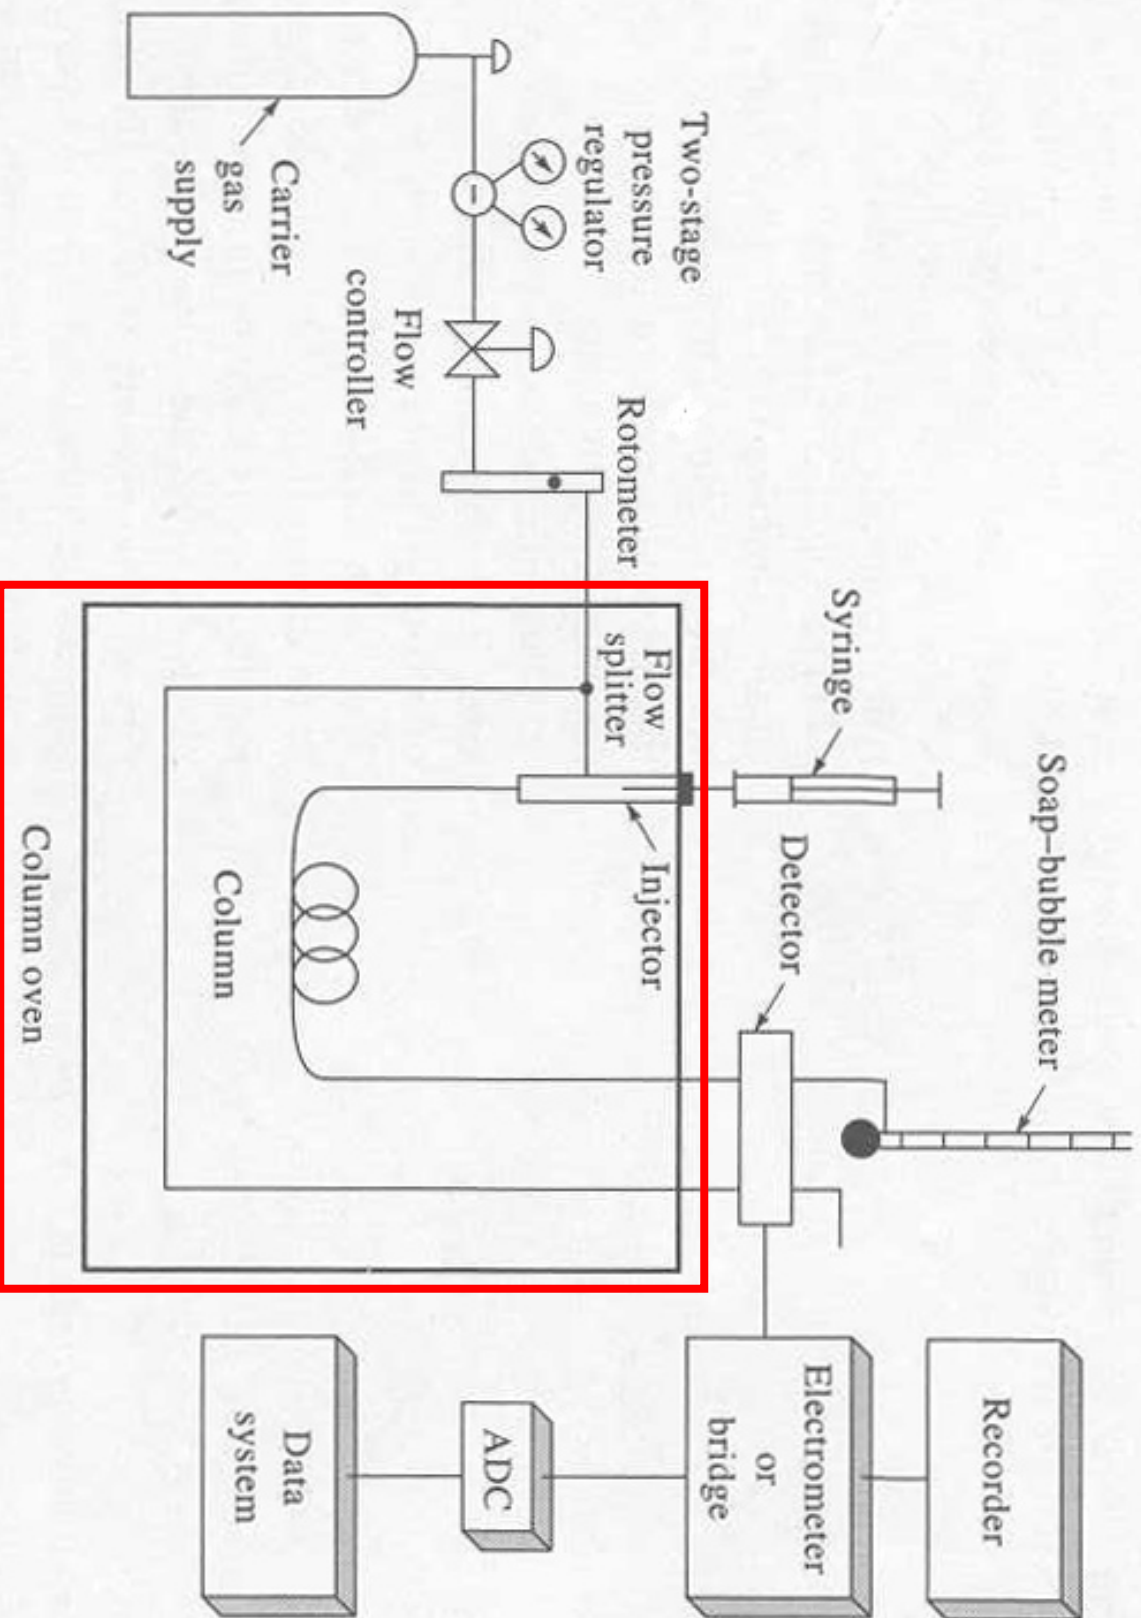 Recorder
Electrometer
or
bridge
ADC
Data
system
Soap–bubble meter
Detector
Syringe
Injector
Flow
splitter
Column
Column oven
Rotometer
Flow
controller
Two-stage
pressure
regulator
Carrier
gas
supply